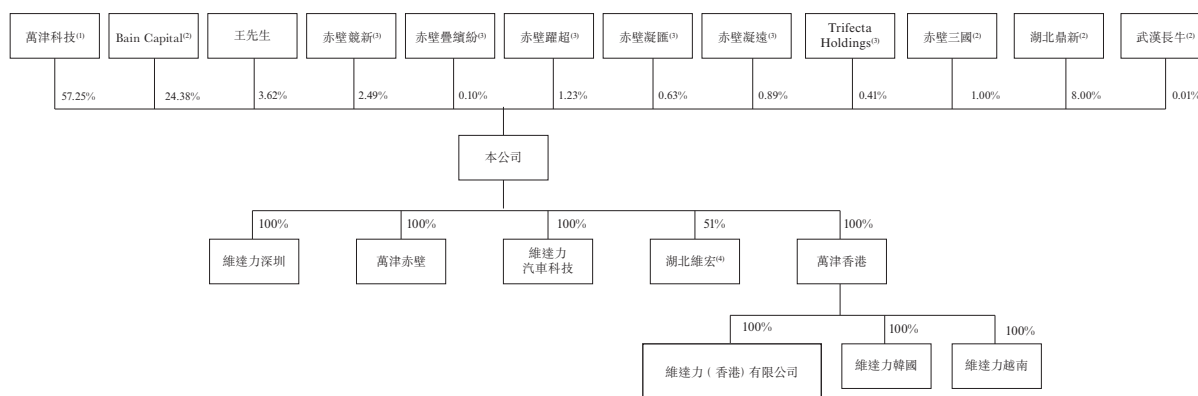 萬津科技(1)
Bain Capital(2)
王先生
赤壁競新(3)
赤壁疊繽紛(3)
赤壁躍超(3)
赤壁凝匯(3)
赤壁凝遠(3)
Trifecta
Holdings(3)
赤壁三國(2)
湖北鼎新(2)
武漢長牛(2)
57.25%
24.38%
3.62%
2.49%
0.10%
1.23%
0.63%
0.89%
0.41%
1.00%
8.00%
0.01%
本公司
100%
100%
100%
51%
100%
維達力深圳
萬津赤壁
維達力
汽車科技
湖北維宏(4)
萬津香港
100%
100%
100%
維達力（香港）有限公司
維達力韓國
維達力越南